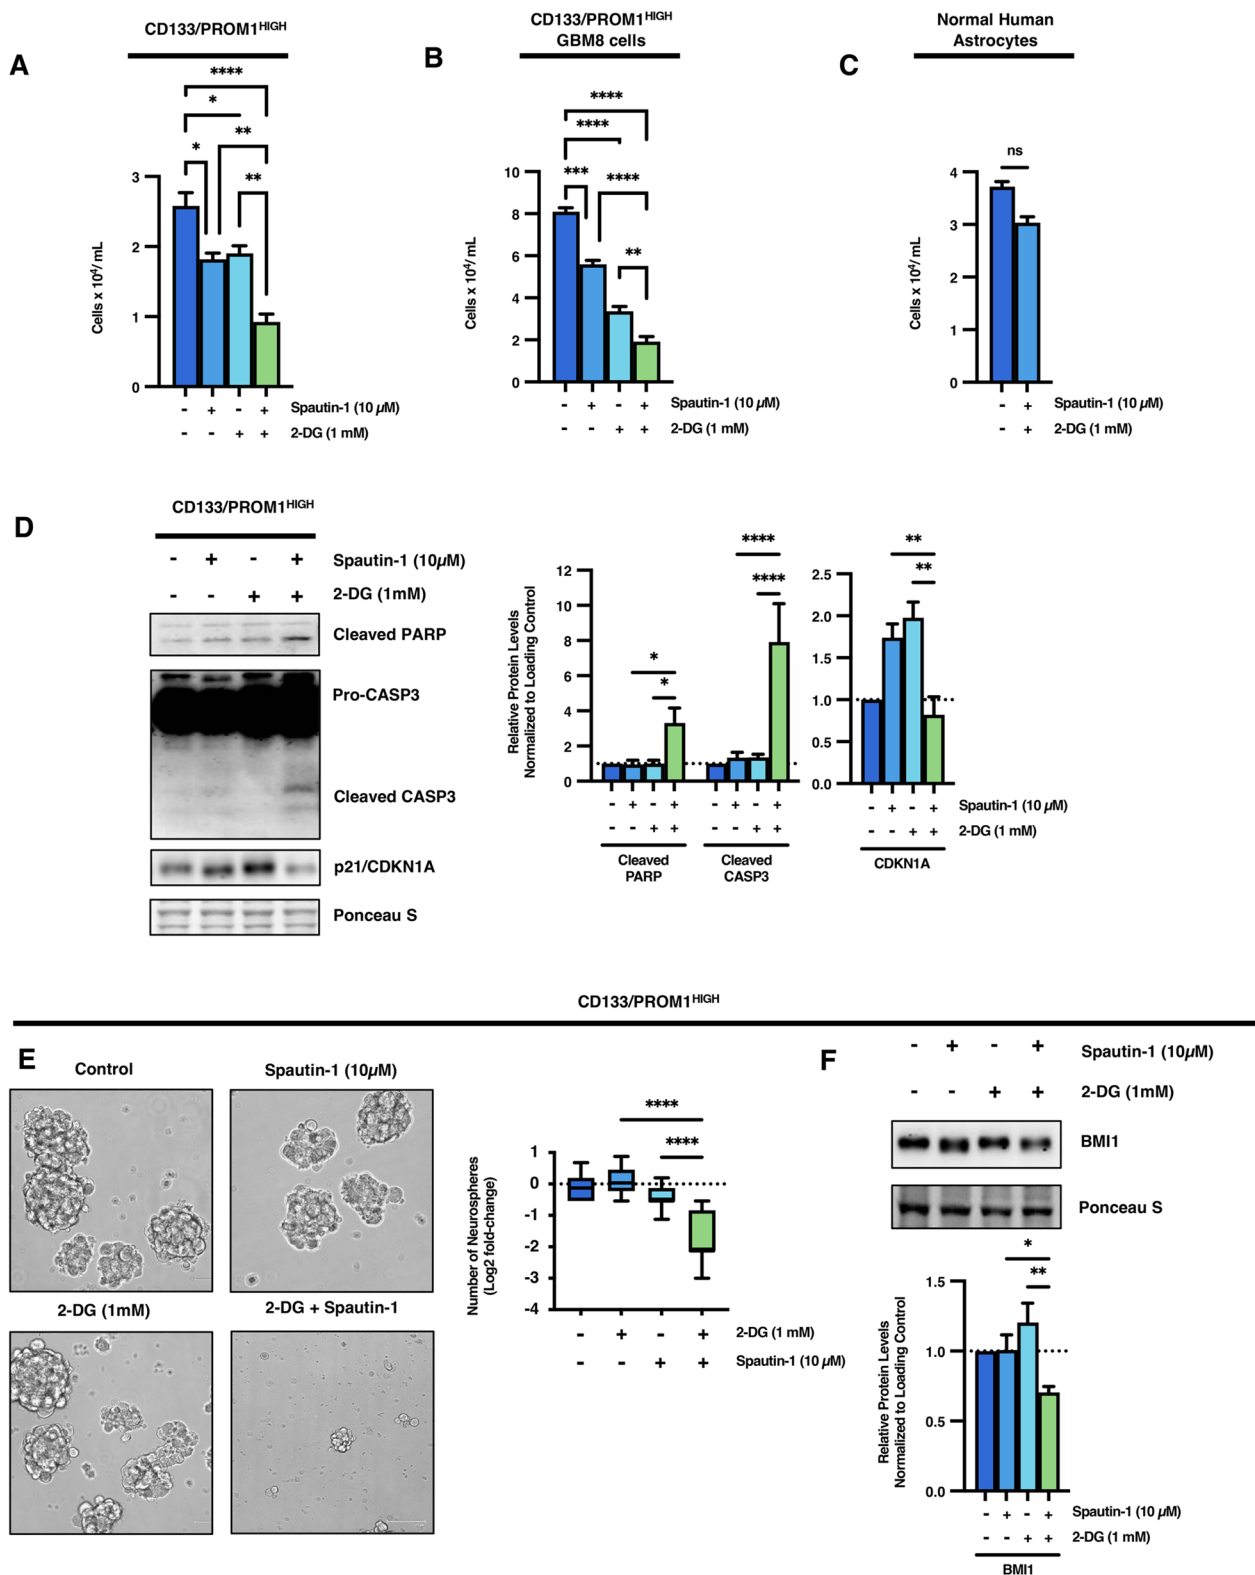 A
CD133/PROM1HIGH
****
*
**
*
**
3
2
1
0
Cells x 10⁴/ mL
- + - + Spautin-1 (10 µM)
- - + + 2-DG (1 mM)
B
CD133/PROM1HIGH
GBM8 cells
****
****
***
****
**
10
8
6
4
2
0
Cells x 10⁴/ mL
- + - + Spautin-1 (10 µM)
- - + + 2-DG (1 mM)
C
Normal Human
Astrocytes
ns
4
3
2
1
0
Cells x 10⁴/ mL
- + Spautin-1 (10 µM)
- + 2-DG (1 mM)
D
CD133/PROM1HIGH
- + - + Spautin-1 (10µM)
- - + + 2-DG (1mM)
Cleaved PARP
Pro-CASP3
Cleaved CASP3
p21/CDKN1A
Ponceau S
Relative Protein Levels
Normalized to Loading Control
12
10
8
6
4
2
0
*
*
****
****
- + - + - + - +
- - + + - - + +
Cleaved
PARP
Cleaved
CASP3
**
**
2.5
2.0
1.5
1.0
0.5
0.0
- + - + Spautin-1 (10 µM)
- - + + 2-DG (1 mM)
CDKN1A
CD133/PROM1HIGH
E
Control
Spautin-1 (10µM)
2-DG (1mM)
2-DG + Spautin-1
Number of Neurospheres
(Log2 fold-change)
****
****
1
0
-1
-2
-3
-4
- + - + 2-DG (1 mM)
- - + + Spautin-1 (10 µM)
F
- + - + Spautin-1 (10µM)
- - + + 2-DG (1mM)
BMI1
Ponceau S
Relative Protein Levels
Normalized to Loading Control
*
**
1.5
1.0
0.5
0.0
- + - + Spautin-1 (10 µM)
- - + + 2-DG (1 mM)
BMI1